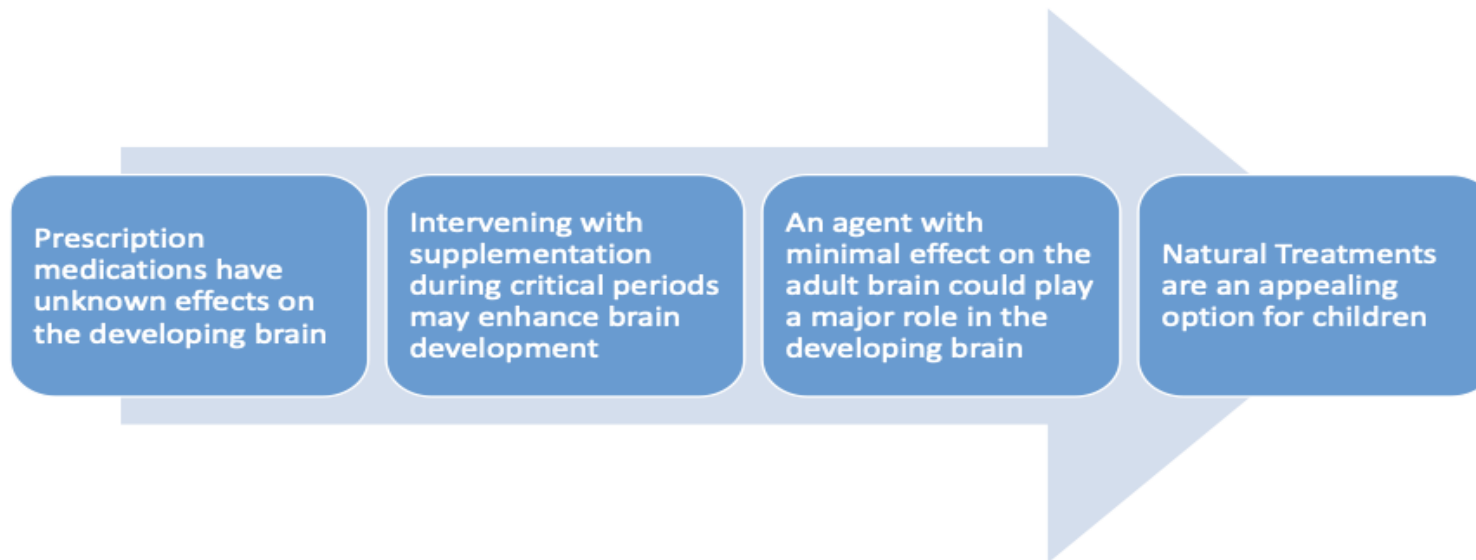 Prescription
medications have
unknown effects on
the developing brain
Intervening with
supplementation
during critical periods
may enhance brain
development
An agent with
minimal effect on the
adult brain could play
a major role in the
developing brain
Natural Treatments
are an appealing
option for children